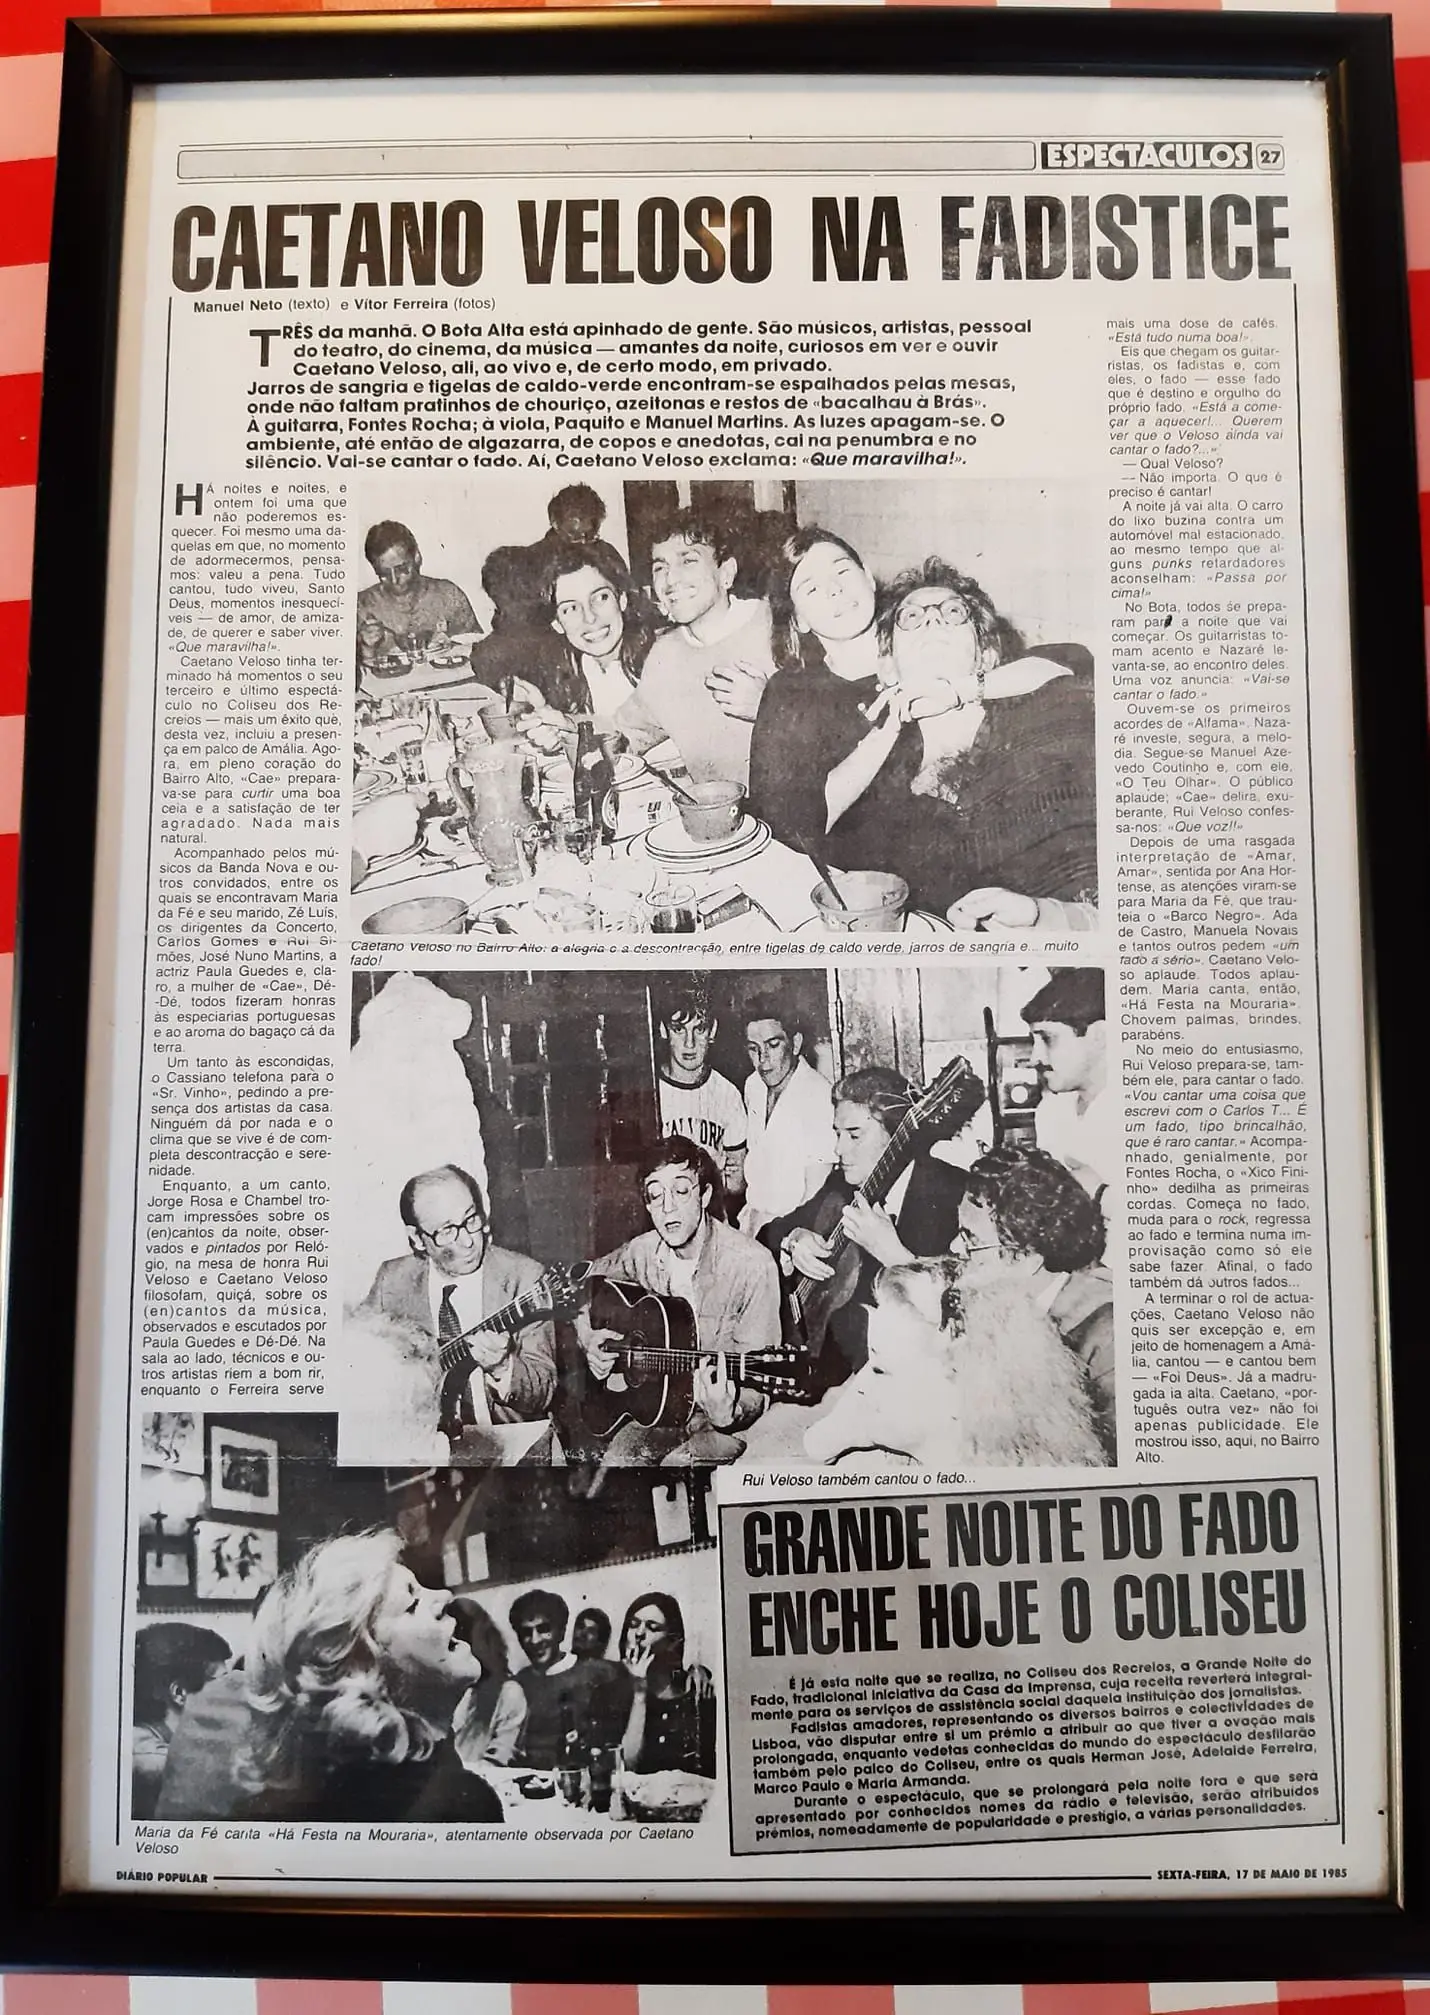 ESPECTÁCULOS 27
CAETANO VELOSO NA FADISTICE
Manuel Neto (texto) e Vítor Ferreira (fotos)
TRÊS da manhã. O Bota Alta está apinhado de gente. São músicos, artistas, pessoal
do teatro, do cinema, da música — amantes da noite, curiosos em ver e ouvir
Caetano Veloso, ali, ao vivo e, de certo modo, em privado.
Jarros de sangria e tigelas de caldo-verde encontram-se espalhados pelas mesas,
onde não faltam pratinhos de chouriço, azeitonas e restos de «bacalhau à Brás».
À guitarra, Fontes Rocha; à viola, Paquito e Manuel Martins. As luzes apagam-se. O
ambiente, até então de algazarra, de copos e anedotas, cai na penumbra e no
silêncio. Vai-se cantar o fado. Aí, Caetano Veloso exclama: «Que maravilha!».
HÁ noites e noites, e
ontem foi uma que
não poderemos es-
quecer. Foi mesmo uma da-
quelas em que, no momento
de adormecermos, pensa-
mos: valeu a pena. Tudo
cantou, tudo viveu, Santo
Deus, momentos inesquecí-
veis — de amor, de amiza-
de, de querer e saber viver.
«Que maravilha!».
Caetano Veloso tinha ter-
minado há momentos o seu
terceiro e último espectá-
culo no Coliseu dos Re-
creios — mais um êxito que,
desta vez, incluiu a presen-
ça em palco de Amália. Ago-
ra, em pleno coração do
Bairro Alto, «Cae» prepara-
va-se para curtir uma boa
ceia e a satisfação de ter
agradado. Nada mais
natural.
Acompanhado pelos mú-
sicos da Banda Nova e ou-
tros convidados, entre os
quais se encontravam Maria
da Fé e seu marido, Zé Luís,
os dirigentes da Concerto,
Carlos Gomes e Rui Si-
mões, José Nuno Martins, a
actriz Paula Guedes e, cla-
ro, a mulher de «Cae», Dé-
-Dé, todos fizeram honras
às especiarias portuguesas
e ao aroma do bagaço cá da
terra.
Um tanto às escondidas,
o Cassiano telefona para o
«Sr. Vinho», pedindo a pre-
sença dos artistas da casa.
Ninguém dá por nada e o
clima que se vive é de com-
pleta descontracção e sere-
nidade.
Enquanto, a um canto,
Jorge Rosa e Chambel tro-
cam impressões sobre os
(en)cantos da noite, obser-
vados e pintados por Reló-
gio, na mesa de honra Rui
Veloso e Caetano Veloso
filosofam, quiçá, sobre os
(en)cantos da música,
observados e escutados por
Paula Guedes e Dé-Dé. Na
sala ao lado, técnicos e ou-
tros artistas riem a bom rir,
enquanto o Ferreira serve
mais uma dose de cafés.
«Está tudo numa boa!».
Eis que chegam os guitar-
ristas, os fadistas e, com
eles, o fado — esse fado
que é destino e orgulho do
próprio fado. «Está a come-
çar a aquecer!... Querem
ver que o Veloso ainda vai
cantar o fado?...»
— Qual Veloso?
— Não importa. O que é
preciso é cantar!
A noite já vai alta. O carro
do lixo buzina contra um
automóvel mal estacionado,
ao mesmo tempo que al-
guns punks retardadores
aconselham: «Passa por
cima!»
No Bota, todos se prepa-
ram para a noite que vai
começar. Os guitarristas to-
mam acento e Nazaré le-
vanta-se, ao encontro deles.
Uma voz anuncia: «Vai-se
cantar o fado.»
Ouvem-se os primeiros
acordes de «Alfama». Naza-
ré investe, segura, a melo-
dia. Segue-se Manuel Aze-
vedo Coutinho e, com ele,
«O Teu Olhar». O público
aplaude; «Cae» delira, exu-
berante, Rui Veloso confes-
sa-nos: «Que voz!!»
Depois de uma rasgada
interpretação de «Amar,
Amar», sentida por Ana Hor-
tense, as atenções viram-se
para Maria da Fé, que trau-
teia o «Barco Negro». Ada
de Castro, Manuela Novais
e tantos outros pedem «um
fado a sério». Caetano Velo-
so aplaude. Todos aplau-
dem. Maria canta, então,
«Há Festa na Mouraria».
Chovem palmas, brindes,
parabéns.
No meio do entusiasmo,
Rui Veloso prepara-se, tam-
bém ele, para cantar o fado.
«Vou cantar uma coisa que
escrevi com o Carlos T... É
um fado, tipo brincalhão,
que é raro cantar.» Acompa-
nhado, genialmente, por
Fontes Rocha, o «Xico Fini-
nho» dedilha as primeiras
cordas. Começa no fado,
muda para o rock, regressa
ao fado e termina numa im-
provisação como só ele
sabe fazer. Afinal, o fado
também dá outros fados...
A terminar o rol de actua-
ções, Caetano Veloso não
quis ser excepção e, em
jeito de homenagem a Amá-
lia, cantou — e cantou bem
— «Foi Deus». Já a madru-
gada ia alta. Caetano, «por-
tuguês outra vez» não foi
apenas publicidade. Ele
mostrou isso, aqui, no Bairro
Alto.
Caetano Veloso no Bairro Alto: a alegria e a descontracção, entre tigelas de caldo verde, jarros de sangria e... muito
fado!
Rui Veloso também cantou o fado...
Maria da Fé canta «Há Festa na Mouraria», atentamente observada por Caetano
Veloso
GRANDE NOITE DO FADO
ENCHE HOJE O COLISEU
É já esta noite que se realiza, no Coliseu dos Recreios, a Grande Noite do
Fado, tradicional iniciativa da Casa da Imprensa, cuja receita reverterá integral-
mente para os serviços de assistência social daquela instituição dos jornalistas.
Fadistas amadores, representando os diversos bairros e colectividades de
Lisboa, vão disputar entre si um prémio a atribuir ao que tiver a ovação mais
prolongada, enquanto vedetas conhecidas do mundo do espectáculo desfilarão
também pelo palco do Coliseu, entre os quais Herman José, Adelaide Ferreira,
Marco Paulo e Maria Armanda.
Durante o espectáculo, que se prolongará pela noite fora e que será
apresentado por conhecidos nomes da rádio e televisão, serão atribuídos
prémios, nomeadamente de popularidade e prestígio, a várias personalidades.
DIÁRIO POPULAR
SEXTA-FEIRA, 17 DE MAIO DE 1985